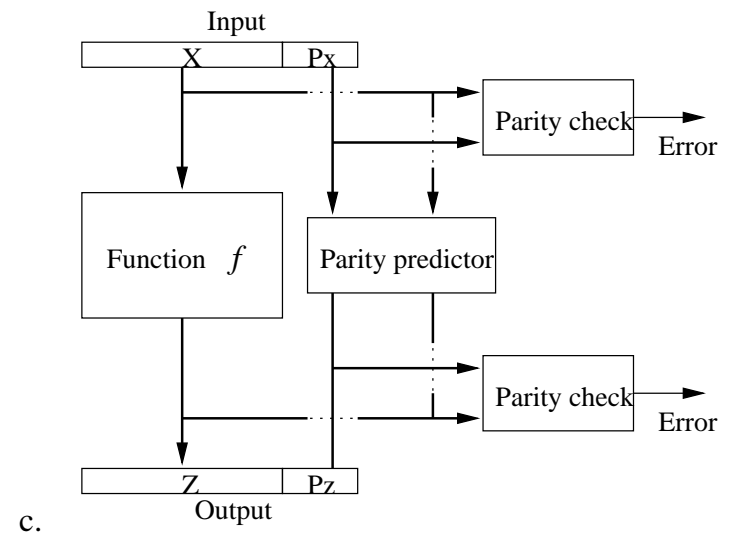 Input
X Px
Parity check
Error
Function f
Parity predictor
Parity check
Error
Z Pz
Output
c.